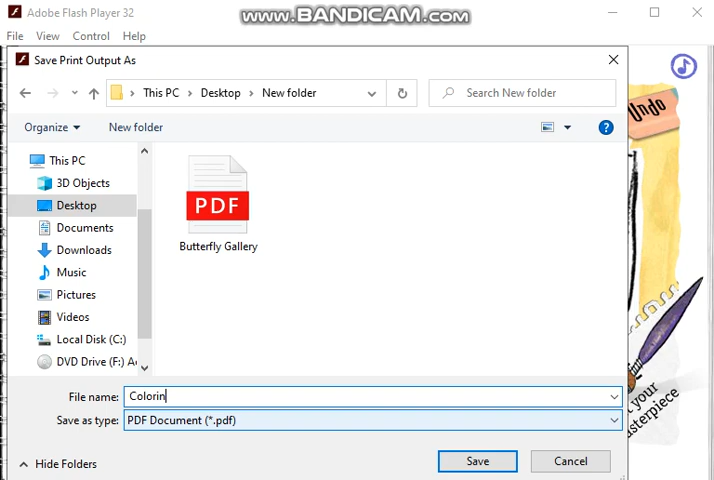 Adobe Flash Player 32
www.BANDICAM.com
File View Control Help
Save Print Output As
This PC > Desktop > New folder
Search New folder
Organize
New folder
This PC
3D Objects
Desktop
Documents
Downloads
Music
Pictures
Videos
Local Disk (C:)
DVD Drive (F:) Ac
PDF
Butterfly Gallery
Undo
File name: Colorin
Save as type: PDF Document (*.pdf)
Hide Folders
Save
Cancel
your